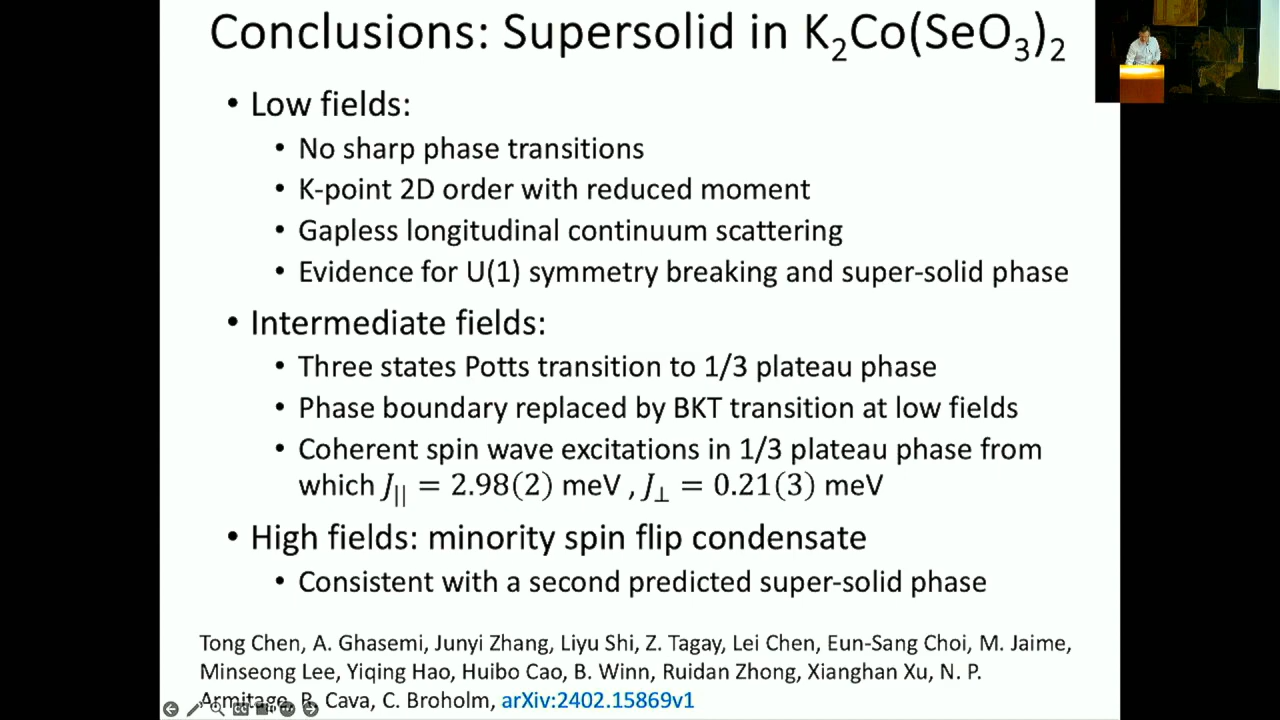 Conclusions: Supersolid in K₂Co(SeO₃)₂
• Low fields:
• No sharp phase transitions
• K-point 2D order with reduced moment
• Gapless longitudinal continuum scattering
• Evidence for U(1) symmetry breaking and super-solid phase
• Intermediate fields:
• Three states Potts transition to 1/3 plateau phase
• Phase boundary replaced by BKT transition at low fields
• Coherent spin wave excitations in 1/3 plateau phase from
which J_|| = 2.98(2) meV , J_⊥ = 0.21(3) meV
• High fields: minority spin flip condensate
• Consistent with a second predicted super-solid phase
Tong Chen, A. Ghasemi, Junyi Zhang, Liyu Shi, Z. Tagay, Lei Chen, Eun-Sang Choi, M. Jaime,
Minseong Lee, Yiqing Hao, Huibo Cao, B. Winn, Ruidan Zhong, Xianghan Xu, N. P.
Armitage, R. Cava, C. Broholm, arXiv:2402.15869v1